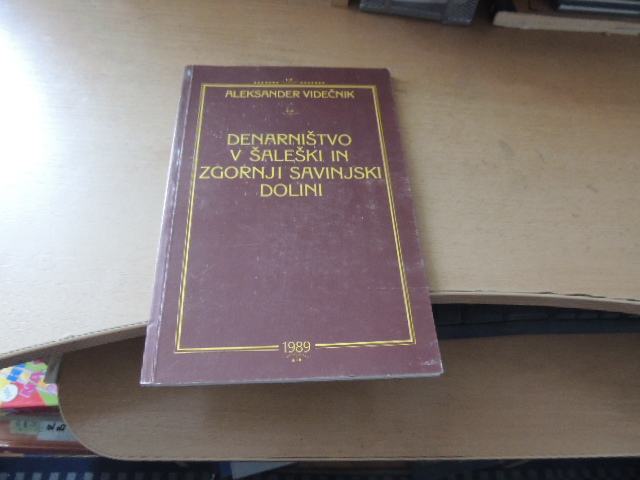 ALEKSANDER VIDEČNIK
DENARNIŠTVO
V ŠALEŠKI IN
ZGORNJI SAVINJSKI
DOLINI
1989